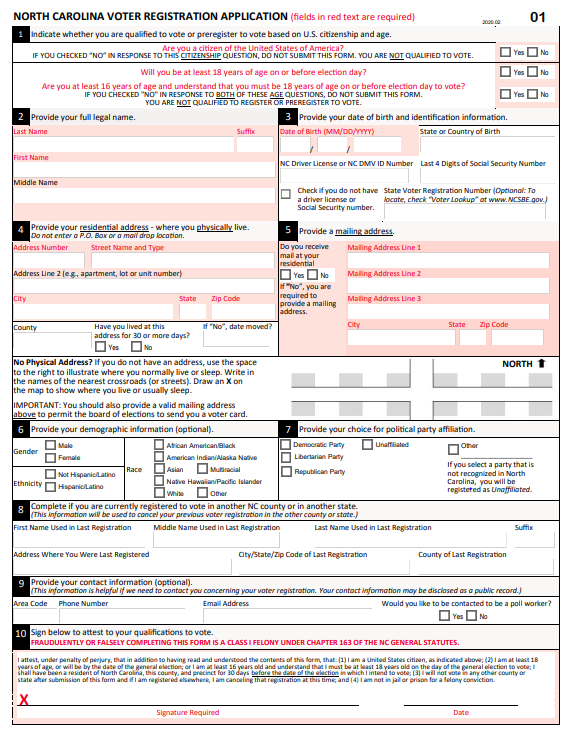 NORTH CAROLINA VOTER REGISTRATION APPLICATION (fields in red text are required)
2020.02
01
1 Indicate whether you are qualified to vote or preregister to vote based on U.S. citizenship and age.
Are you a citizen of the United States of America?
IF YOU CHECKED "NO" IN RESPONSE TO THIS CITIZENSHIP QUESTION, DO NOT SUBMIT THIS FORM. YOU ARE NOT QUALIFIED TO VOTE.
Yes No
Will you be at least 18 years of age on or before election day?
Yes No
Are you at least 16 years of age and understand that you must be 18 years of age on or before election day to vote?
IF YOU CHECKED "NO" IN RESPONSE TO BOTH OF THESE AGE QUESTIONS, DO NOT SUBMIT THIS FORM.
YOU ARE NOT QUALIFIED TO REGISTER OR PREREGISTER TO VOTE.
Yes No
2 Provide your full legal name.
Last Name Suffix
First Name
Middle Name
3 Provide your date of birth and identification information.
Date of Birth (MM/DD/YYYY) State or Country of Birth
/ /
NC Driver License or NC DMV ID Number Last 4 Digits of Social Security Number
Check if you do not have
a driver license or
Social Security number.
State Voter Registration Number (Optional: To
locate, check "Voter Lookup" at www.NCSBE.gov.)
4 Provide your residential address - where you physically live.
Do not enter a P.O. Box or a mail drop location.
Address Number Street Name and Type
Address Line 2 (e.g., apartment, lot or unit number)
City State Zip Code
County
Have you lived at this
address for 30 or more days?
Yes No
If "No", date moved?
5 Provide a mailing address.
Do you receive
mail at your
residential
Yes No
If "No", you are
required to
provide a mailing
address.
Mailing Address Line 1
Mailing Address Line 2
Mailing Address Line 3
City State Zip Code
No Physical Address? If you do not have an address, use the space
to the right to illustrate where you normally live or sleep. Write in
the names of the nearest crossroads (or streets). Draw an X on
the map to show where you live or usually sleep.
IMPORTANT: You should also provide a valid mailing address
above to permit the board of elections to send you a voter card.
NORTH
6 Provide your demographic information (optional).
Gender
Male
Female
Ethnicity
Not Hispanic/Latino
Hispanic/Latino
Race
African American/Black
American Indian/Alaska Native
Asian Multiracial
Native Hawaiian/Pacific Islander
White Other
7 Provide your choice for political party affiliation.
Democratic Party Unaffiliated
Libertarian Party
Republican Party
Other
If you select a party that is
not recognized in North
Carolina, you will be
registered as Unaffiliated.
8 Complete if you are currently registered to vote in another NC county or in another state.
(This information will be used to cancel your previous voter registration in the other county or state.)
First Name Used in Last Registration Middle Name Used in Last Registration Last Name Used in Last Registration Suffix
Address Where You Were Last Registered City/State/Zip Code of Last Registration County of Last Registration
9 Provide your contact information (optional).
(This information is helpful if we need to contact you concerning your voter registration. Your contact information may be disclosed as a public record.)
Area Code Phone Number Email Address Would you like to be contacted to be a poll worker?
Yes No
10 Sign below to attest to your qualifications to vote.
FRAUDULENTLY OR FALSELY COMPLETING THIS FORM IS A CLASS I FELONY UNDER CHAPTER 163 OF THE NC GENERAL STATUTES.
I attest, under penalty of perjury, that in addition to having read and understood the contents of this form, that: (1) I am a United States citizen, as indicated above; (2) I am at least 18
years of age, or will be by the date of the general election; or I am at least 16 years old and understand that I must be at least 18 years old on the day of the general election to vote; I
shall have been a resident of North Carolina, this county, and precinct for 30 days before the date of the election in which I intend to vote; (3) I will not vote in any other county or
state after submission of this form and if I am registered elsewhere, I am canceling that registration at this time; and (4) I am not in jail or prison for a felony conviction.
X
Signature Required Date